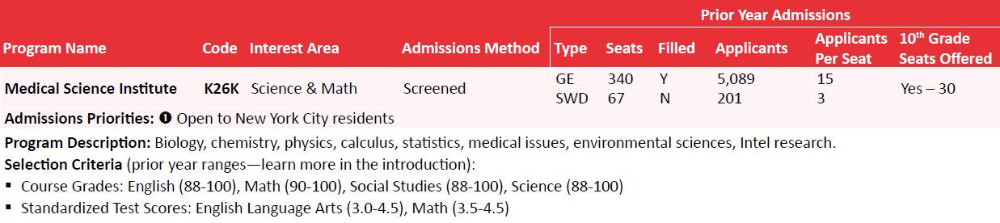 Prior Year Admissions
Program Name Code Interest Area Admissions Method Type Seats Filled Applicants Applicants Per Seat 10th Grade Seats Offered
Medical Science Institute K26K Science & Math Screened GE 340 Y 5,089 15 Yes – 30
SWD 67 N 201 3
Admissions Priorities: ❶ Open to New York City residents
Program Description: Biology, chemistry, physics, calculus, statistics, medical issues, environmental sciences, Intel research.
Selection Criteria (prior year ranges—learn more in the introduction):
▪ Course Grades: English (88-100), Math (90-100), Social Studies (88-100), Science (88-100)
▪ Standardized Test Scores: English Language Arts (3.0-4.5), Math (3.5-4.5)